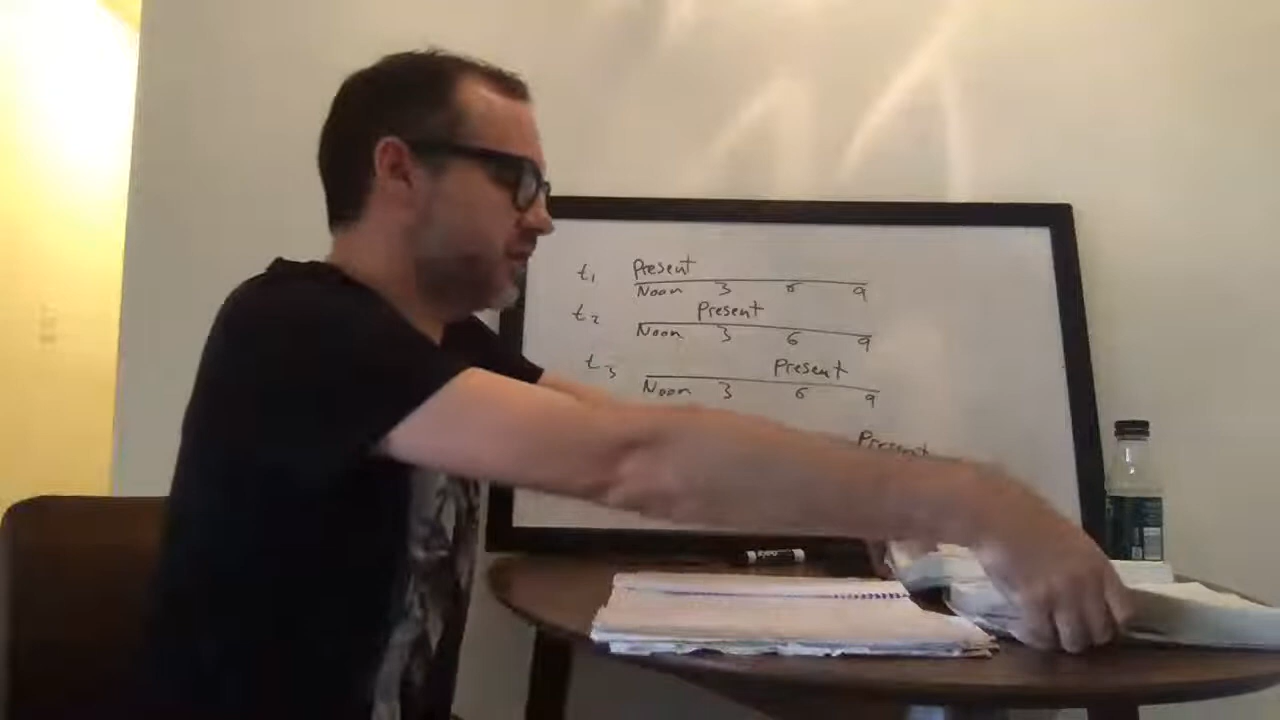 t1 Present
Noon 3 6 9
t2 Present
Noon 3 6 9
t3 Present
Noon 3 6 9
Present